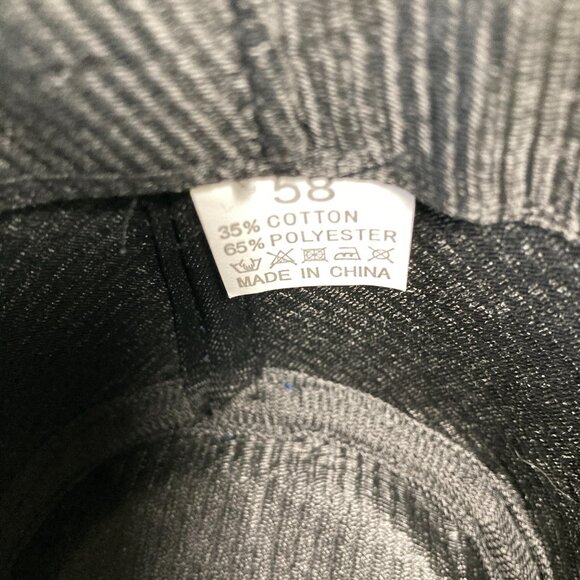 58
35% COTTON
65% POLYESTER
MADE IN CHINA